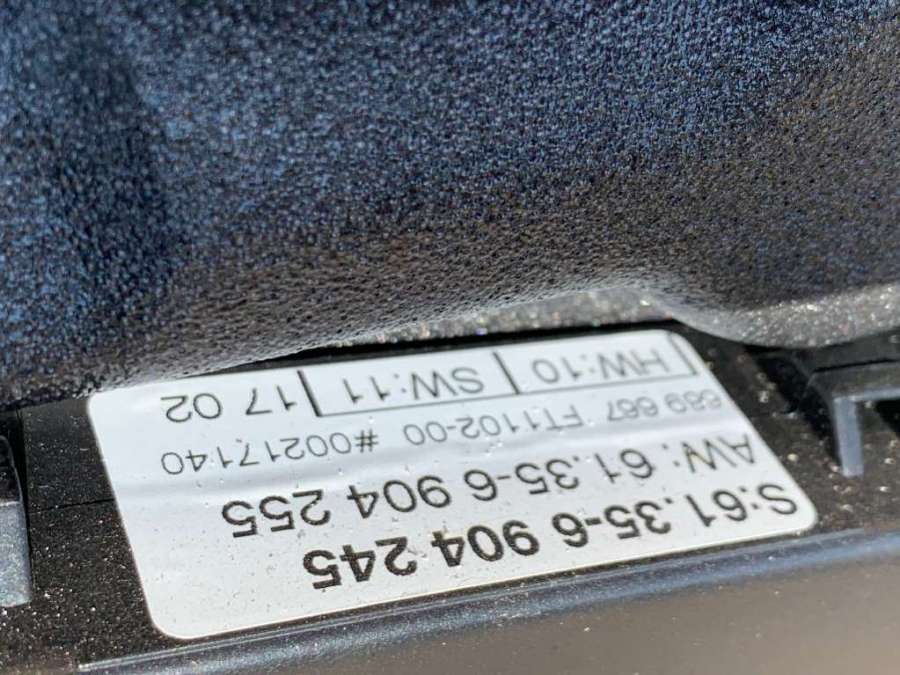 S:61.35-6 904 245
AW: 61.35-6 904 255
689 667 FT1102-00 #00217140
HW:10 | SW:11 | 17 02